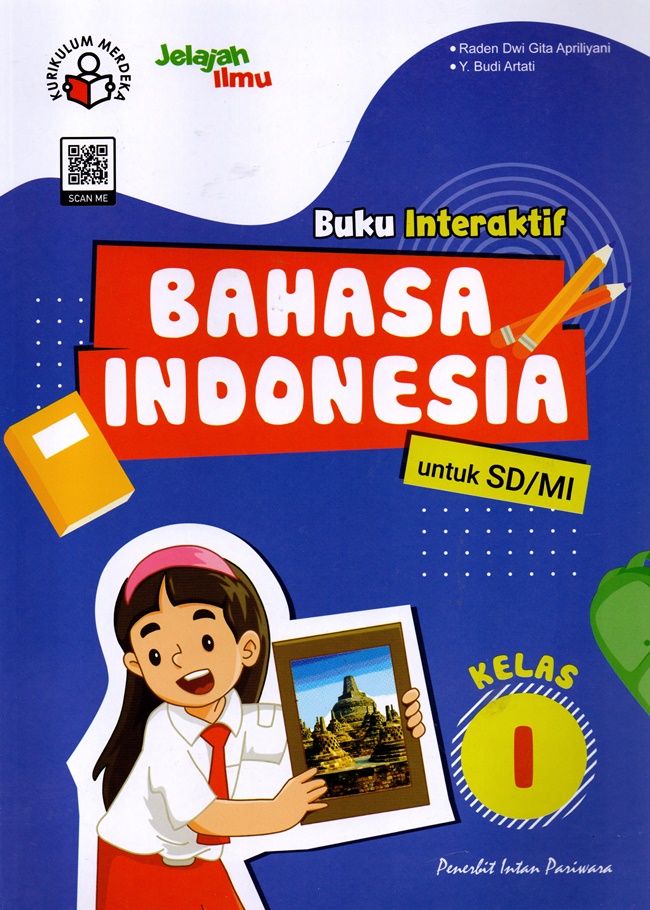 KURIKULUM MERDEKA
Jelajah
Ilmu
• Raden Dwi Gita Apriliyani
• Y. Budi Artati
SCAN ME
Buku Interaktif
BAHASA
INDONESIA
untuk SD/MI
KELAS
1
Penerbit Intan Pariwara